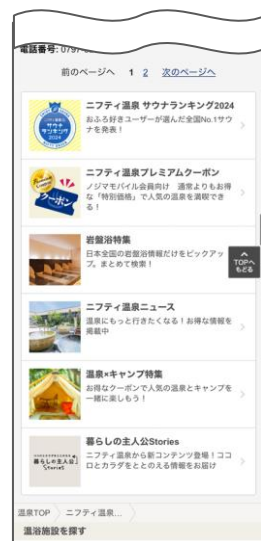 電話番号: 0797-
前のページへ 1 2 次のページへ
サウナ
ランキング
2024
ニフティ温泉 サウナランキング2024
おふろ好きユーザーが選んだ全国No.1サウ
ナを発表！
クーポン
ニフティ温泉プレミアムクーポン
ノジマモバイル会員向け 通常よりもお得
な「特別価格」で人気の温泉を満喫でき
る！
岩盤浴特集
日本全国の岩盤浴情報だけをピックアッ
プ。まとめて検索！
TOPへ
もどる
ニフティ温泉ニュース
温泉にもっと行きたくなる！お得な情報を
掲載中
温泉×キャンプ特集
お得なクーポンで人気の温泉とキャンプを
一緒に楽しもう！
暮らしの主人公
Stories
暮らしの主人公Stories
ニフティ温泉から新コンテンツ登場！ココ
ロとカラダをととのえる情報をお届け
温泉TOP 〉 ニフティ温泉... 〉
温浴施設を探す